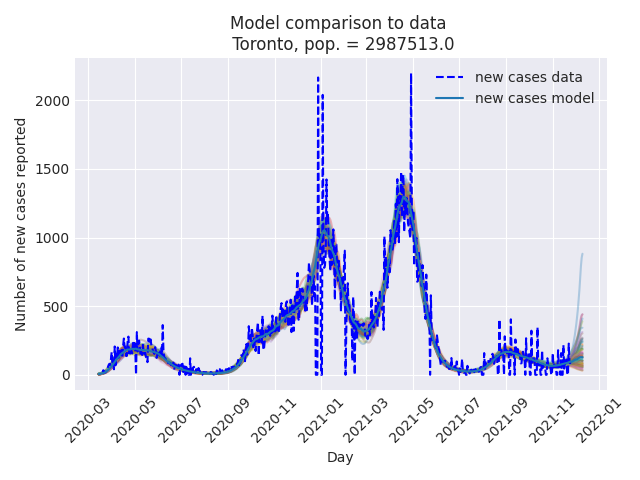 Model comparison to data
Toronto, pop. = 2987513.0
new cases data
new cases model
Number of new cases reported
2000
1500
1000
500
0
2020-03
2020-05
2020-07
2020-09
2020-11
2021-01
2021-03
2021-05
2021-07
2021-09
2021-11
2022-01
Day